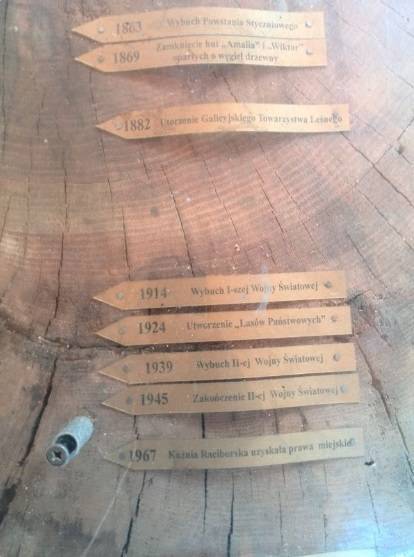 1863 Wybuch Powstania Styczniowego
1869 Zamknięcie hut „Amalia” i „Wiktor”
opartych o węgiel drzewny
1882 Utorzenie Galicyjskiego Towarzystwa Leśnego
1914 Wybuch I-szej Wojny Światowej
1924 Utworzenie „Lasów Państwowych”
1939 Wybuch II-ej Wojny Światowej
1945 Zakończenie II-ej Wojny Światowej
1967 Kuźnia Raciborska uzyskała prawa miejskie